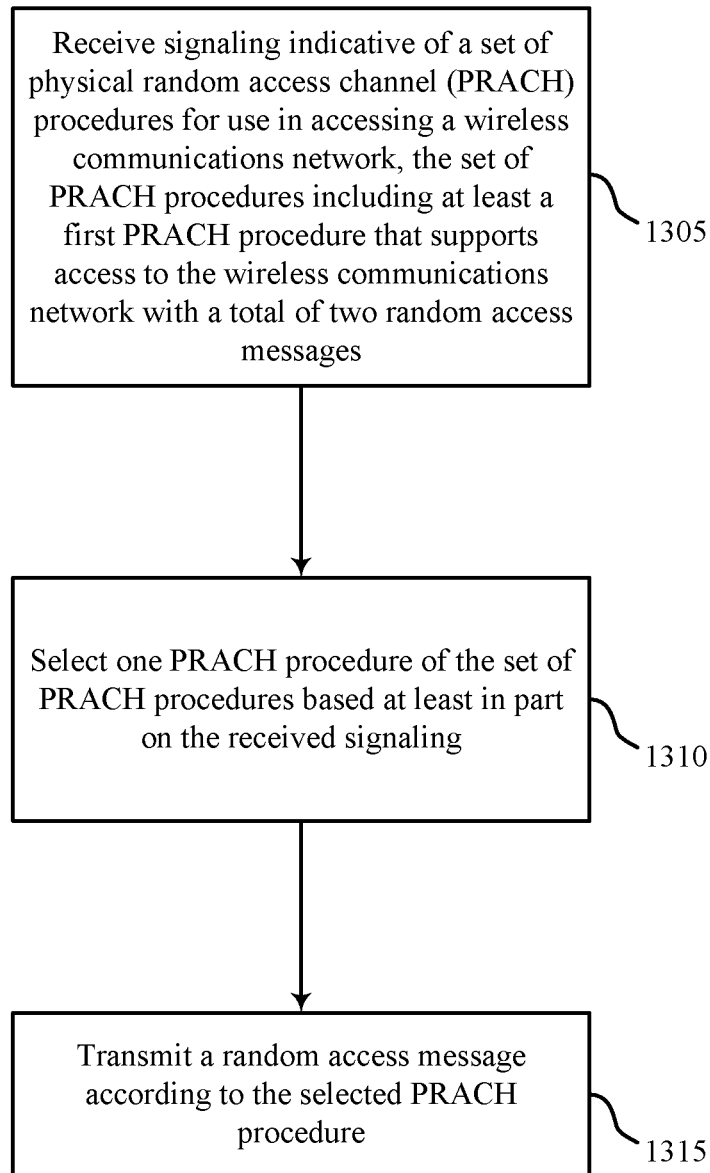 Receive signaling indicative of a set of
physical random access channel (PRACH)
procedures for use in accessing a wireless
communications network, the set of
PRACH procedures including at least a
first PRACH procedure that supports
access to the wireless communications
network with a total of two random access
messages
1305
Select one PRACH procedure of the set of
PRACH procedures based at least in part
on the received signaling
1310
Transmit a random access message
according to the selected PRACH
procedure
1315